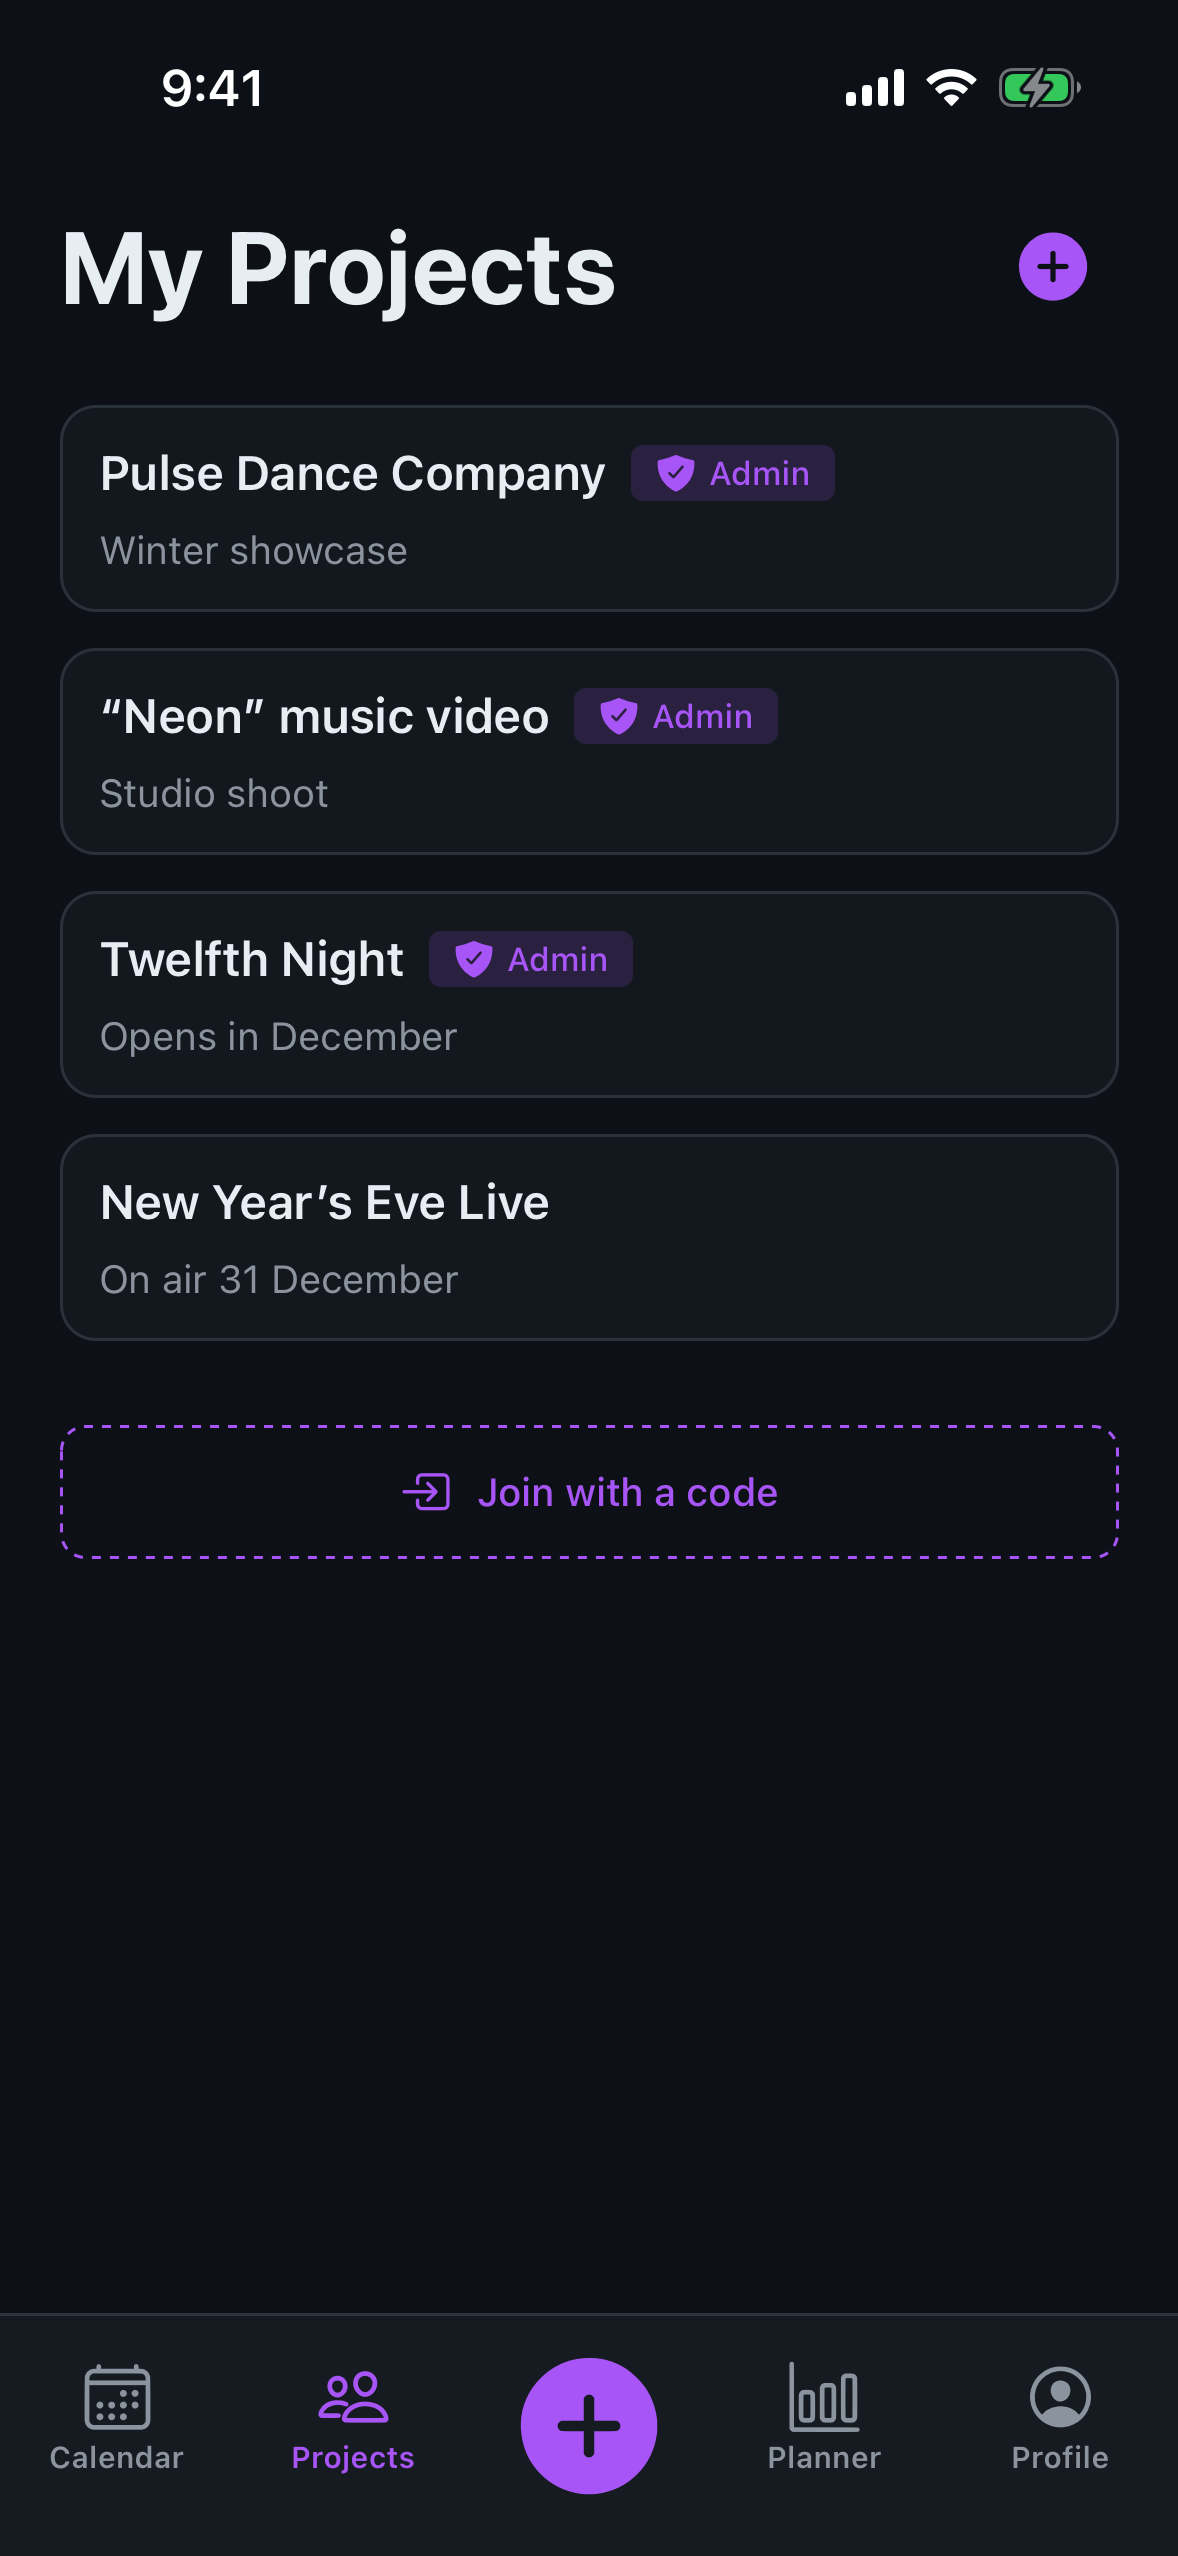 9:41
My Projects
Pulse Dance Company Admin
Winter showcase
“Neon” music video Admin
Studio shoot
Twelfth Night Admin
Opens in December
New Year’s Eve Live
On air 31 December
Join with a code
Calendar Projects Planner Profile